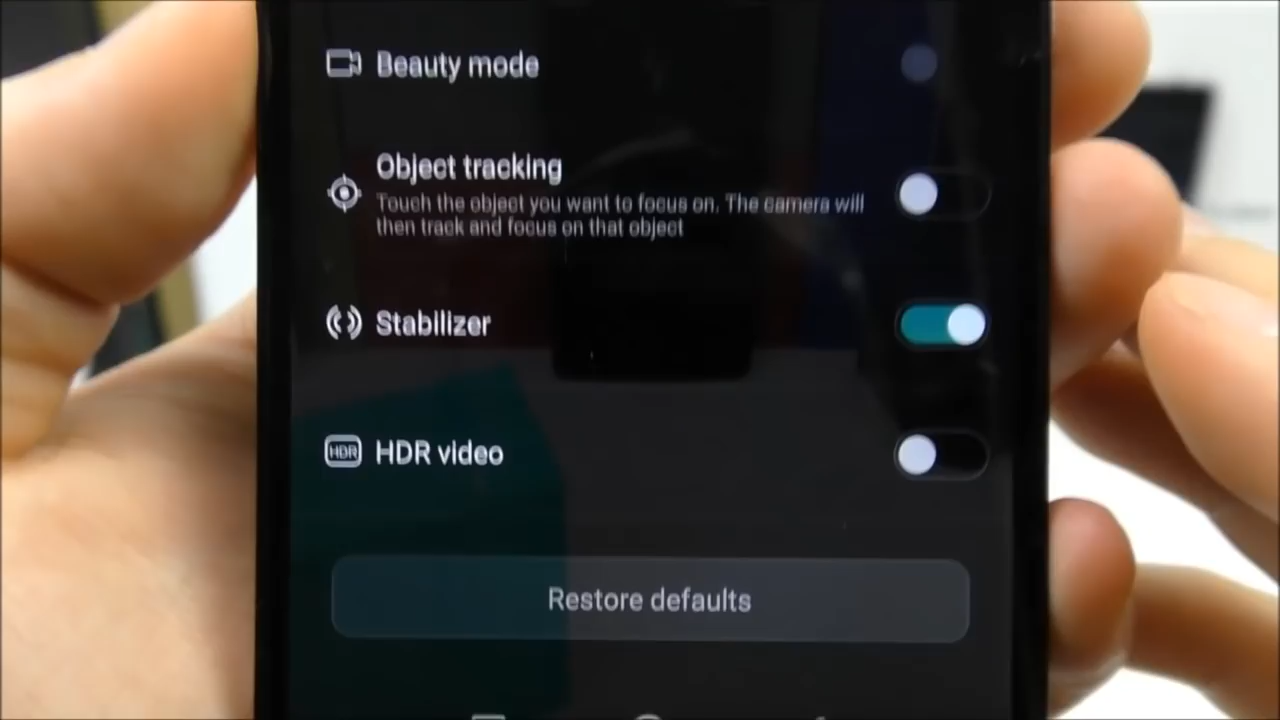 Beauty mode
Object tracking
Touch the object you want to focus on. The camera will
then track and focus on that object
Stabilizer
HDR
HDR video
Restore defaults